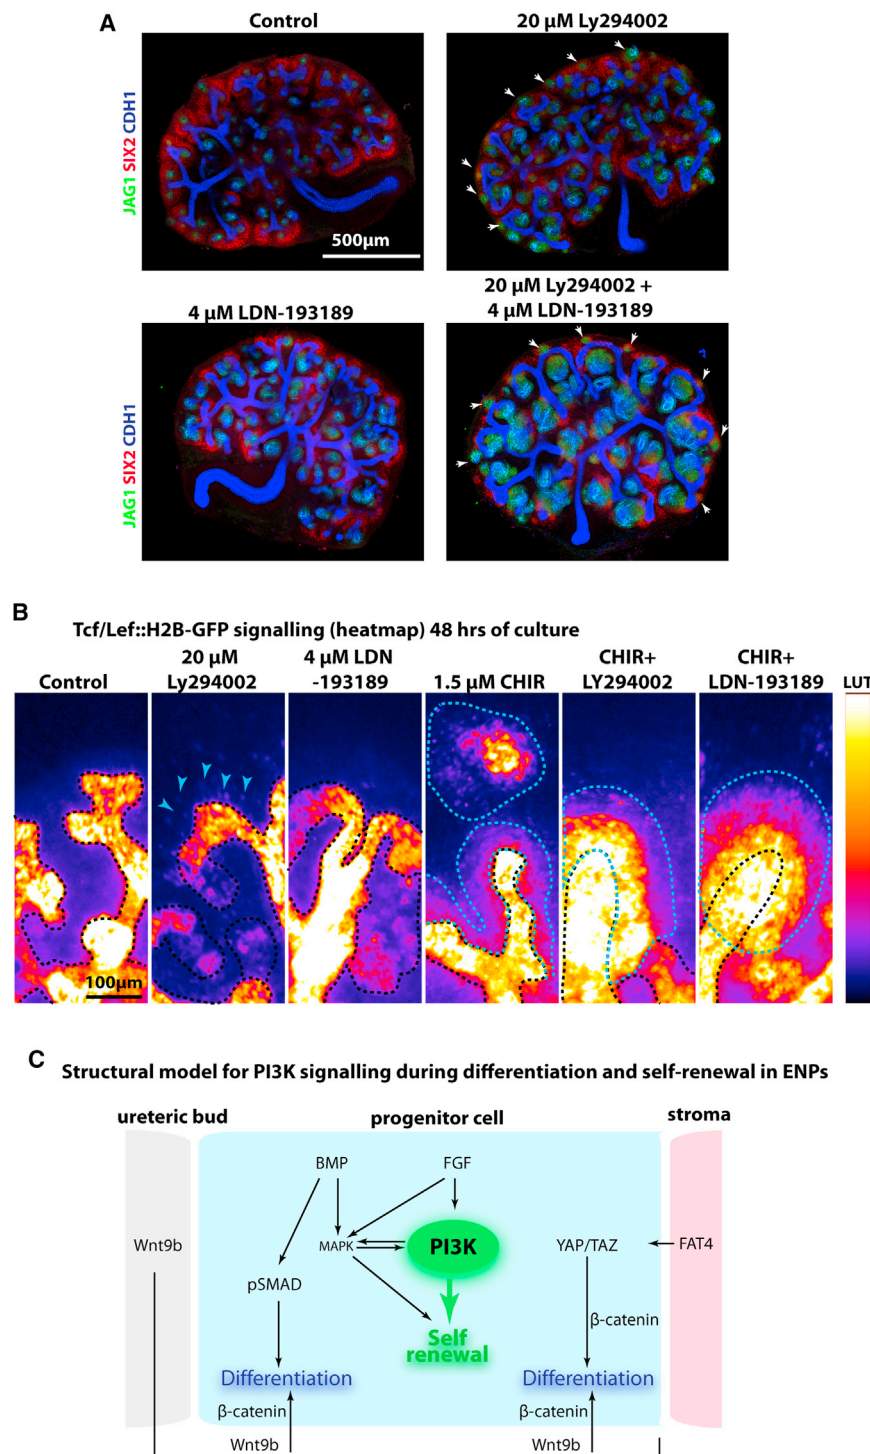 A
Control
20 µM Ly294002
JAG1 SIX2 CDH1
500µm
4 µM LDN-193189
20 µM Ly294002 +
4 µM LDN-193189
JAG1 SIX2 CDH1
B
Tcf/Lef::H2B-GFP signalling (heatmap) 48 hrs of culture
Control
20 µM
Ly294002
4 µM LDN
-193189
1.5 µM CHIR
CHIR+
LY294002
CHIR+
LDN-193189
LUT
100µm
C
Structural model for PI3K signalling during differentiation and self-renewal in ENPs
ureteric bud
progenitor cell
stroma
BMP
FGF
Wnt9b
MAPK
PI3K
YAP/TAZ
FAT4
pSMAD
β-catenin
Self
renewal
Differentiation
Differentiation
β-catenin
β-catenin
Wnt9b
Wnt9b